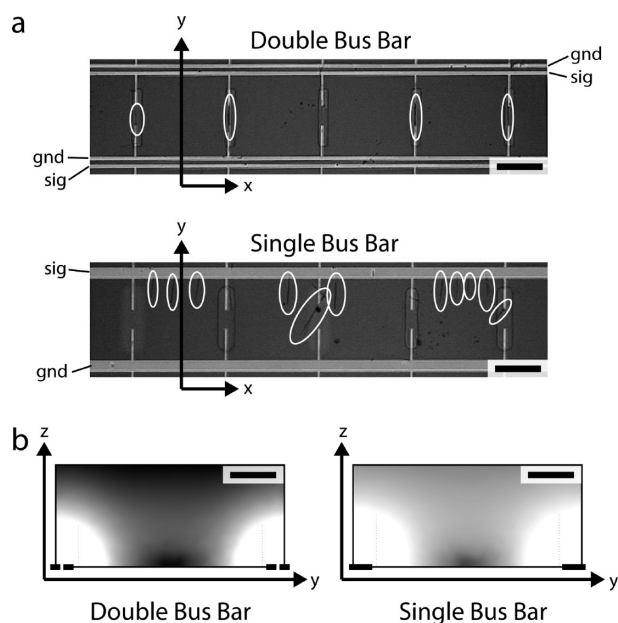 a
y
Double Bus Bar
gnd
sig
gnd
sig
x
y
Single Bus Bar
sig
gnd
x
b
z
z
y
y
Double Bus Bar
Single Bus Bar